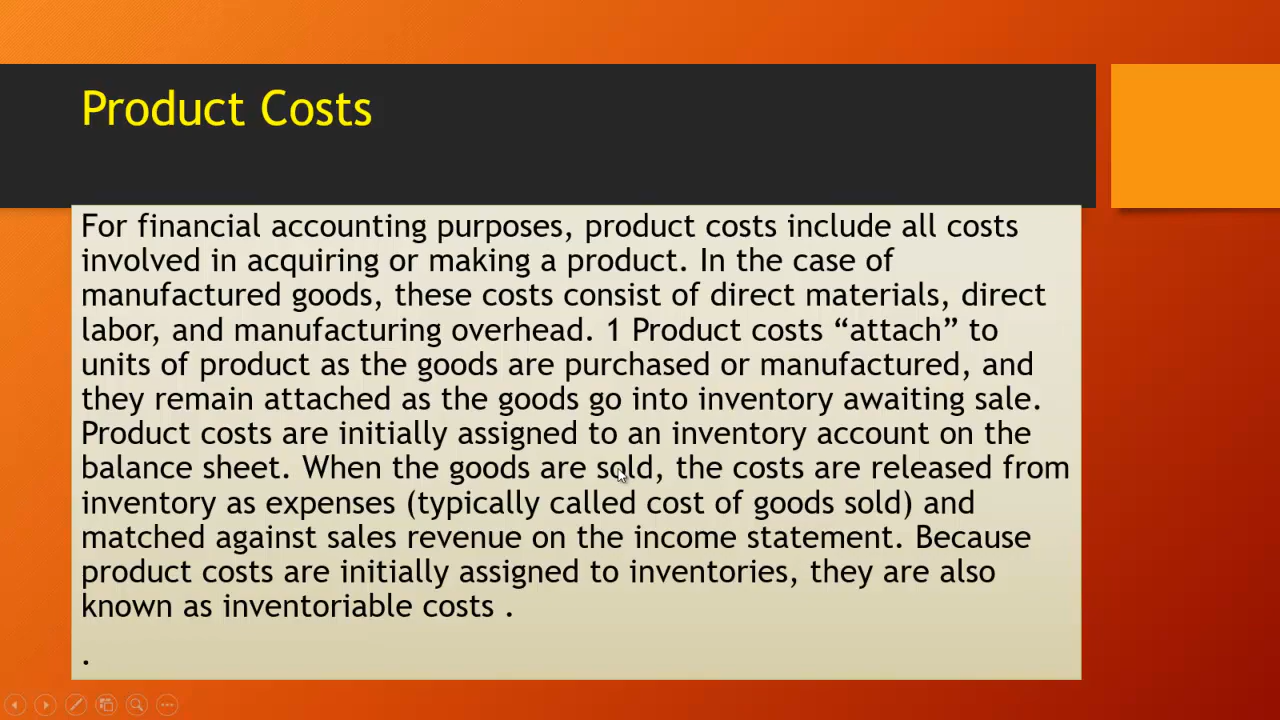 Product Costs
For financial accounting purposes, product costs include all costs
involved in acquiring or making a product. In the case of
manufactured goods, these costs consist of direct materials, direct
labor, and manufacturing overhead. 1 Product costs “attach” to
units of product as the goods are purchased or manufactured, and
they remain attached as the goods go into inventory awaiting sale.
Product costs are initially assigned to an inventory account on the
balance sheet. When the goods are sold, the costs are released from
inventory as expenses (typically called cost of goods sold) and
matched against sales revenue on the income statement. Because
product costs are initially assigned to inventories, they are also
known as inventoriable costs .
.